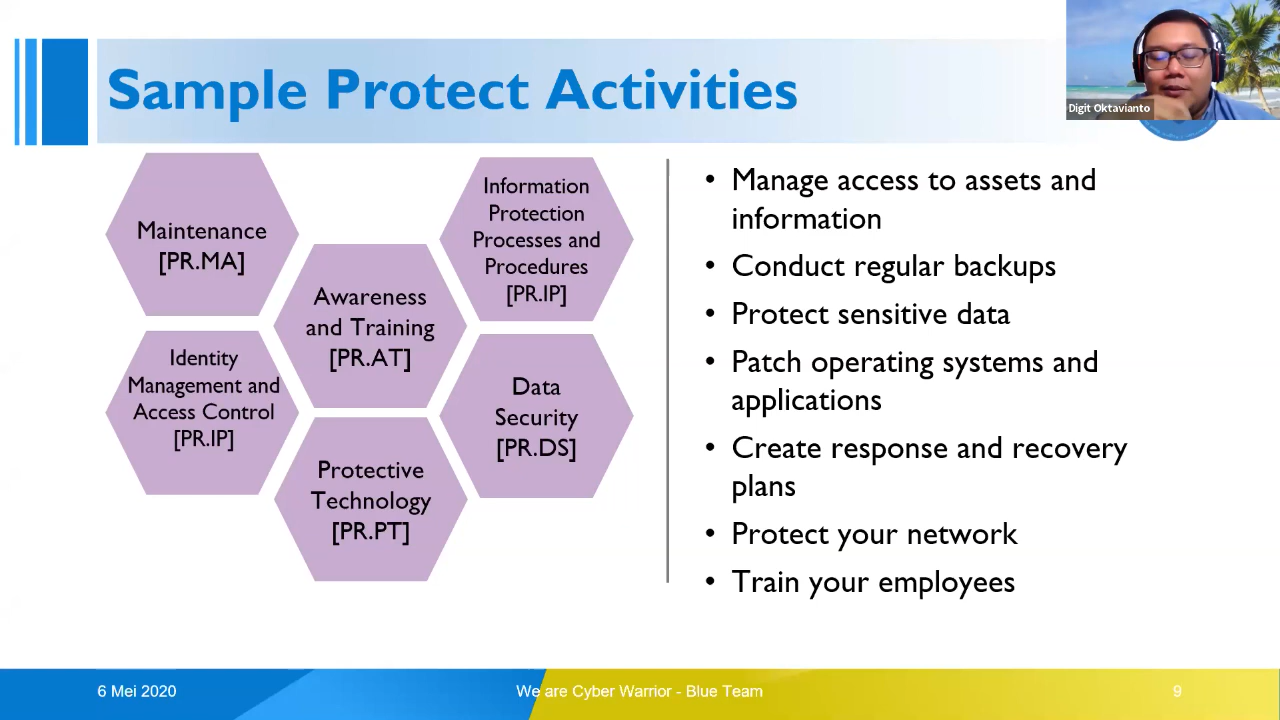 Sample Protect Activities
Digit Oktavianto
Maintenance
[PR.MA]
Information
Protection
Processes and
Procedures
[PR.IP]
Awareness
and Training
[PR.AT]
Identity
Management and
Access Control
[PR.IP]
Data
Security
[PR.DS]
Protective
Technology
[PR.PT]
• Manage access to assets and
information
• Conduct regular backups
• Protect sensitive data
• Patch operating systems and
applications
• Create response and recovery
plans
• Protect your network
• Train your employees
6 Mei 2020
We are Cyber Warrior - Blue Team
9